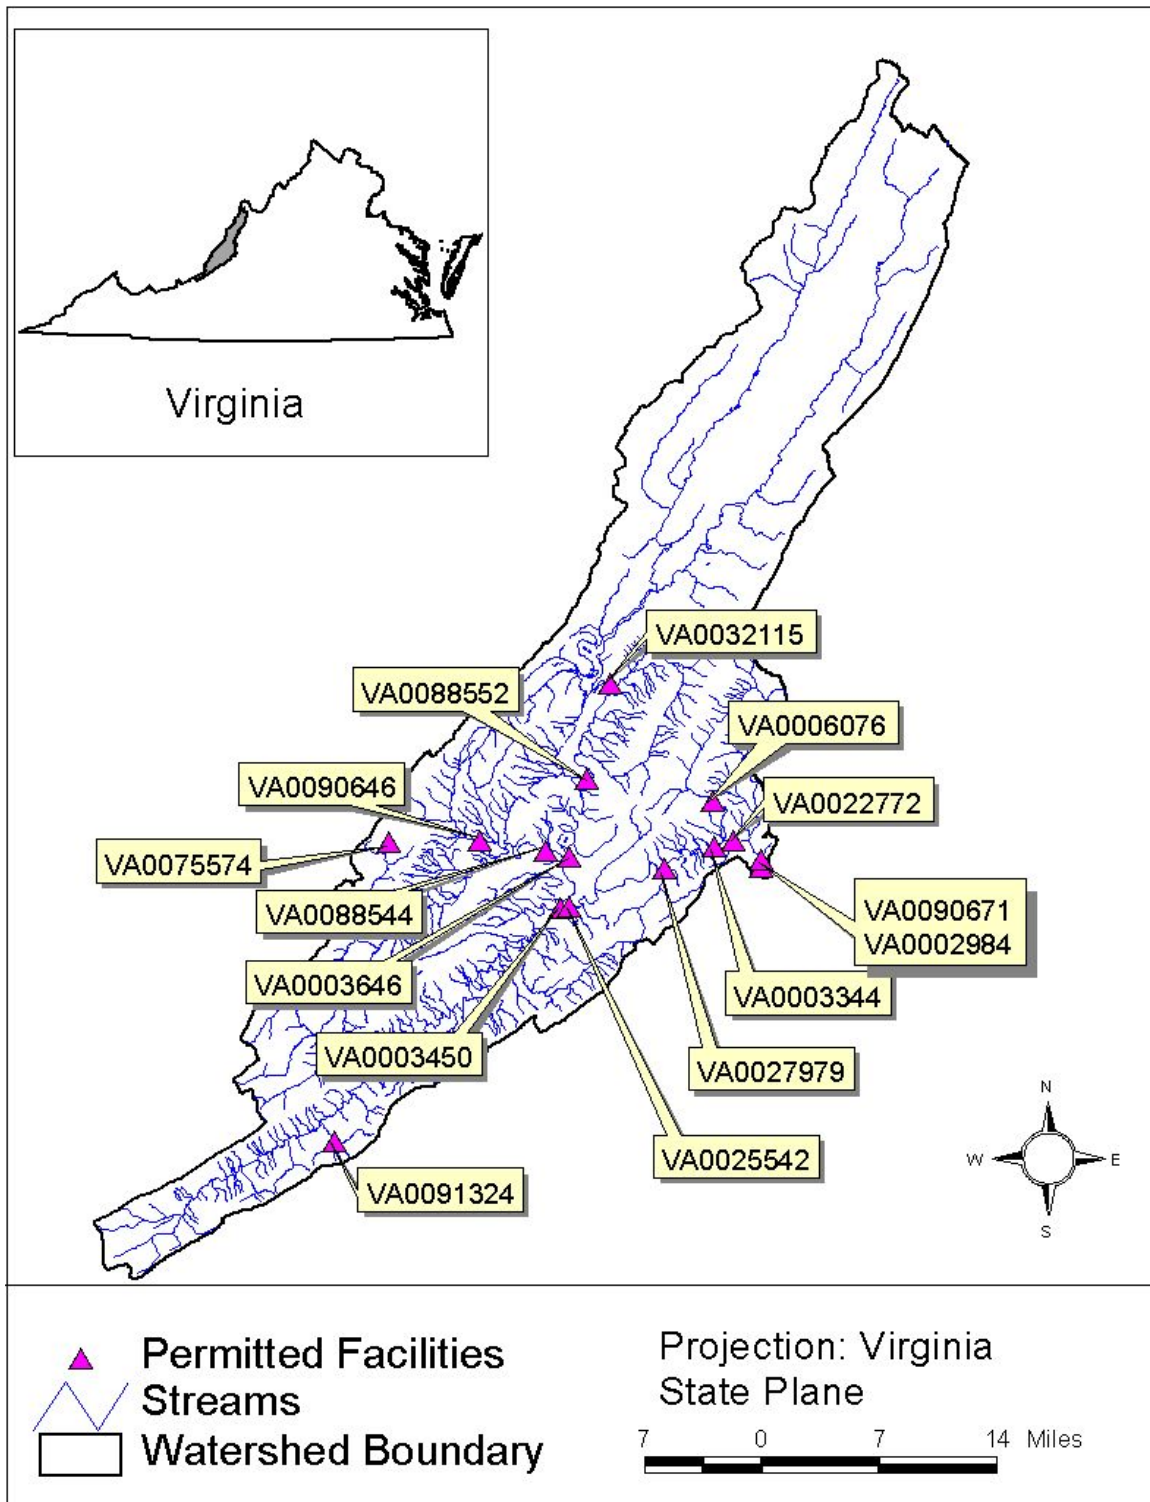 Virginia
VA0032115
VA0088552
VA0006076
VA0090646
VA0022772
VA0075574
VA0088544
VA0090671
VA0002984
VA0003646
VA0003344
VA0003450
VA0027979
VA0025542
VA0091324
N
W
E
S
Permitted Facilities
Streams
Watershed Boundary
Projection: Virginia
State Plane
7 0 7 14 Miles